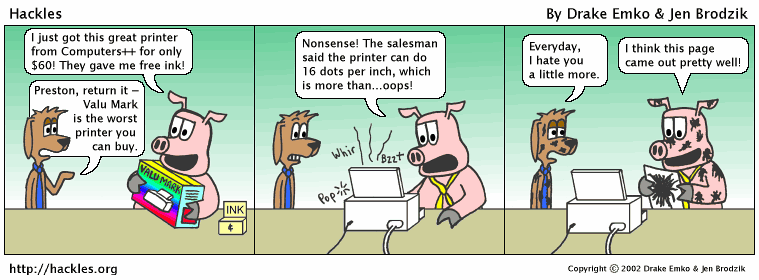 Hackles
By Drake Emko & Jen Brodzik
I just got this great printer
from Computers++ for only
$60! They gave me free ink!
Preston, return it –
Valu Mark
is the worst
printer you
can buy.
VALU MARK
INK
¢
Nonsense! The salesman
said the printer can do
16 dots per inch, which
is more than...oops!
Whir
Bzzt
Pop
Everyday,
I hate you
a little more.
I think this page
came out pretty well!
http://hackles.org
Copyright © 2002 Drake Emko & Jen Brodzik